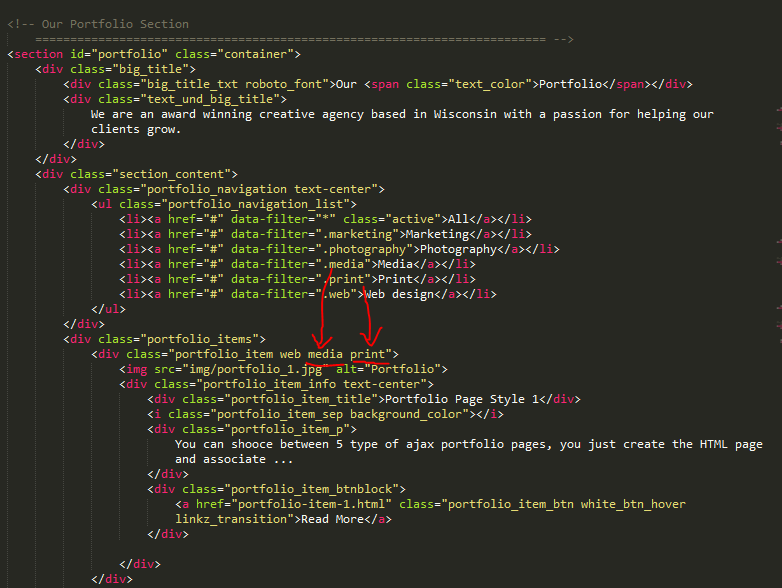 <!-- Our Portfolio Section
========================================================================= -->
<section id="portfolio" class="container">
<div class="big_title">
<div class="big_title_txt roboto_font">Our <span class="text_color">Portfolio</span></div>
<div class="text_und_big_title">
We are an award winning creative agency based in Wisconsin with a passion for helping our
clients grow.
</div>
</div>
<div class="section_content">
<div class="portfolio_navigation text-center">
<ul class="portfolio_navigation_list">
<li><a href="#" data-filter="*" class="active">All</a></li>
<li><a href="#" data-filter=".marketing">Marketing</a></li>
<li><a href="#" data-filter=".photography">Photography</a></li>
<li><a href="#" data-filter=".media">Media</a></li>
<li><a href="#" data-filter=".print">Print</a></li>
<li><a href="#" data-filter=".web">Web design</a></li>
</ul>
</div>
<div class="portfolio_items">
<div class="portfolio_item web media print">
<img src="img/portfolio_1.jpg" alt="Portfolio">
<div class="portfolio_item_info text-center">
<div class="portfolio_item_title">Portfolio Page Style 1</div>
<i class="portfolio_item_sep background_color"></i>
<div class="portfolio_item_p">
You can shooce between 5 type of ajax portfolio pages, you just create the HTML page
and associate ...
</div>
<div class="portfolio_item_btnblock">
<a href="portfolio-item-1.html" class="portfolio_item_btn white_btn_hover
linkz_transition">Read More</a>
</div>
</div>
</div>